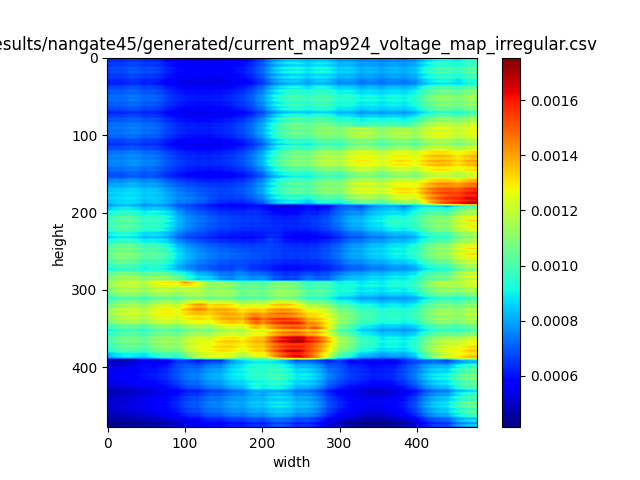 esults/nangate45/generated/current_map924_voltage_map_irregular.csv
0
100
200
300
400
height
0 100 200 300 400
width
0.0016
0.0014
0.0012
0.0010
0.0008
0.0006